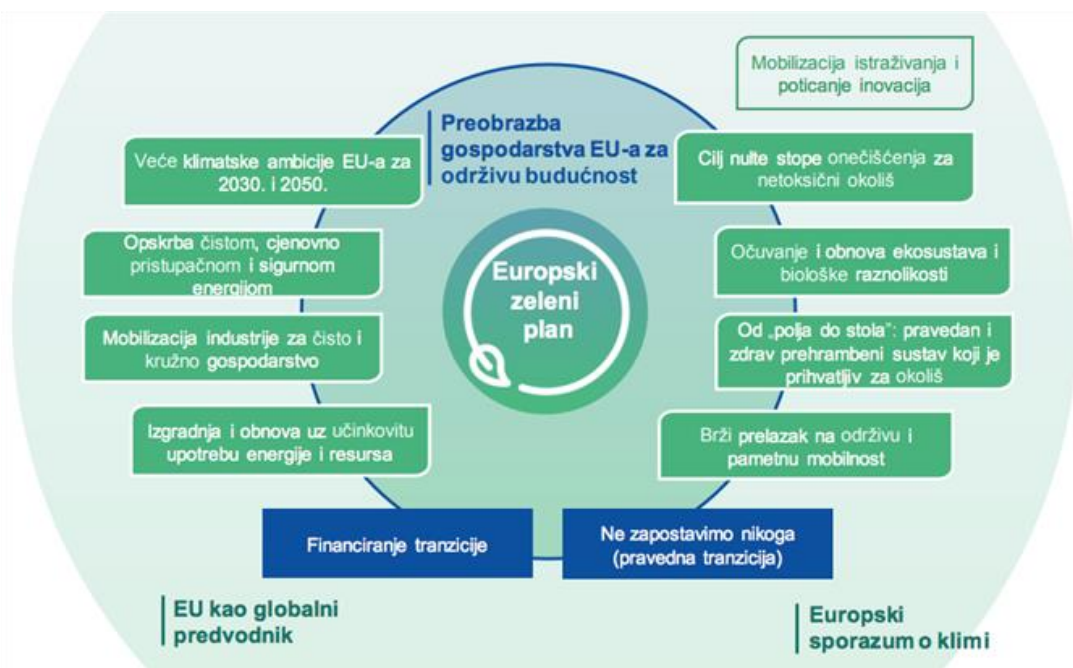 Mobilizacija istraživanja i
poticanje inovacija
Preobrazba
gospodarstva EU-a za
održivu budućnost
Veće klimatske ambicije EU-a za
2030. i 2050.
Cilj nulte stope onečišćenja za
netoksični okoliš
Opskrba čistom, cjenovno
pristupačnom i sigurnom
energijom
Europski
zeleni
plan
Očuvanje i obnova ekosustava i
biološke raznolikosti
Mobilizacija industrije za čisto i
kružno gospodarstvo
Od „polja do stola”: pravedan i
zdrav prehrambeni sustav koji je
prihvatljiv za okoliš
Izgradnja i obnova uz učinkovitu
upotrebu energije i resursa
Brži prelazak na održivu i
pametnu mobilnost
Financiranje tranzicije
Ne zapostavimo nikoga
(pravedna tranzicija)
EU kao globalni
predvodnik
Europski
sporazum o klimi